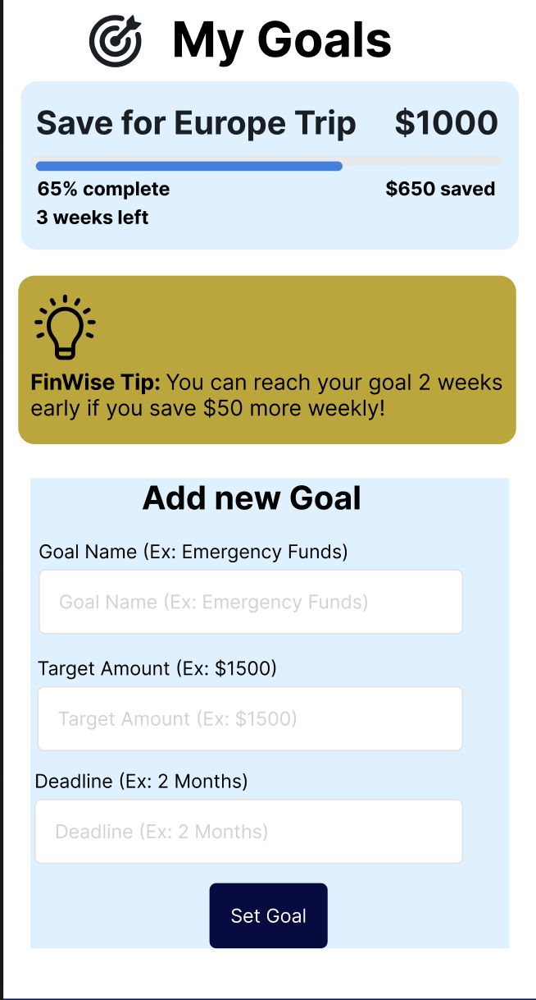 My Goals
Save for Europe Trip $1000
65% complete $650 saved
3 weeks left
FinWise Tip: You can reach your goal 2 weeks
early if you save $50 more weekly!
Add new Goal
Goal Name (Ex: Emergency Funds)
Goal Name (Ex: Emergency Funds)
Target Amount (Ex: $1500)
Target Amount (Ex: $1500)
Deadline (Ex: 2 Months)
Deadline (Ex: 2 Months)
Set Goal